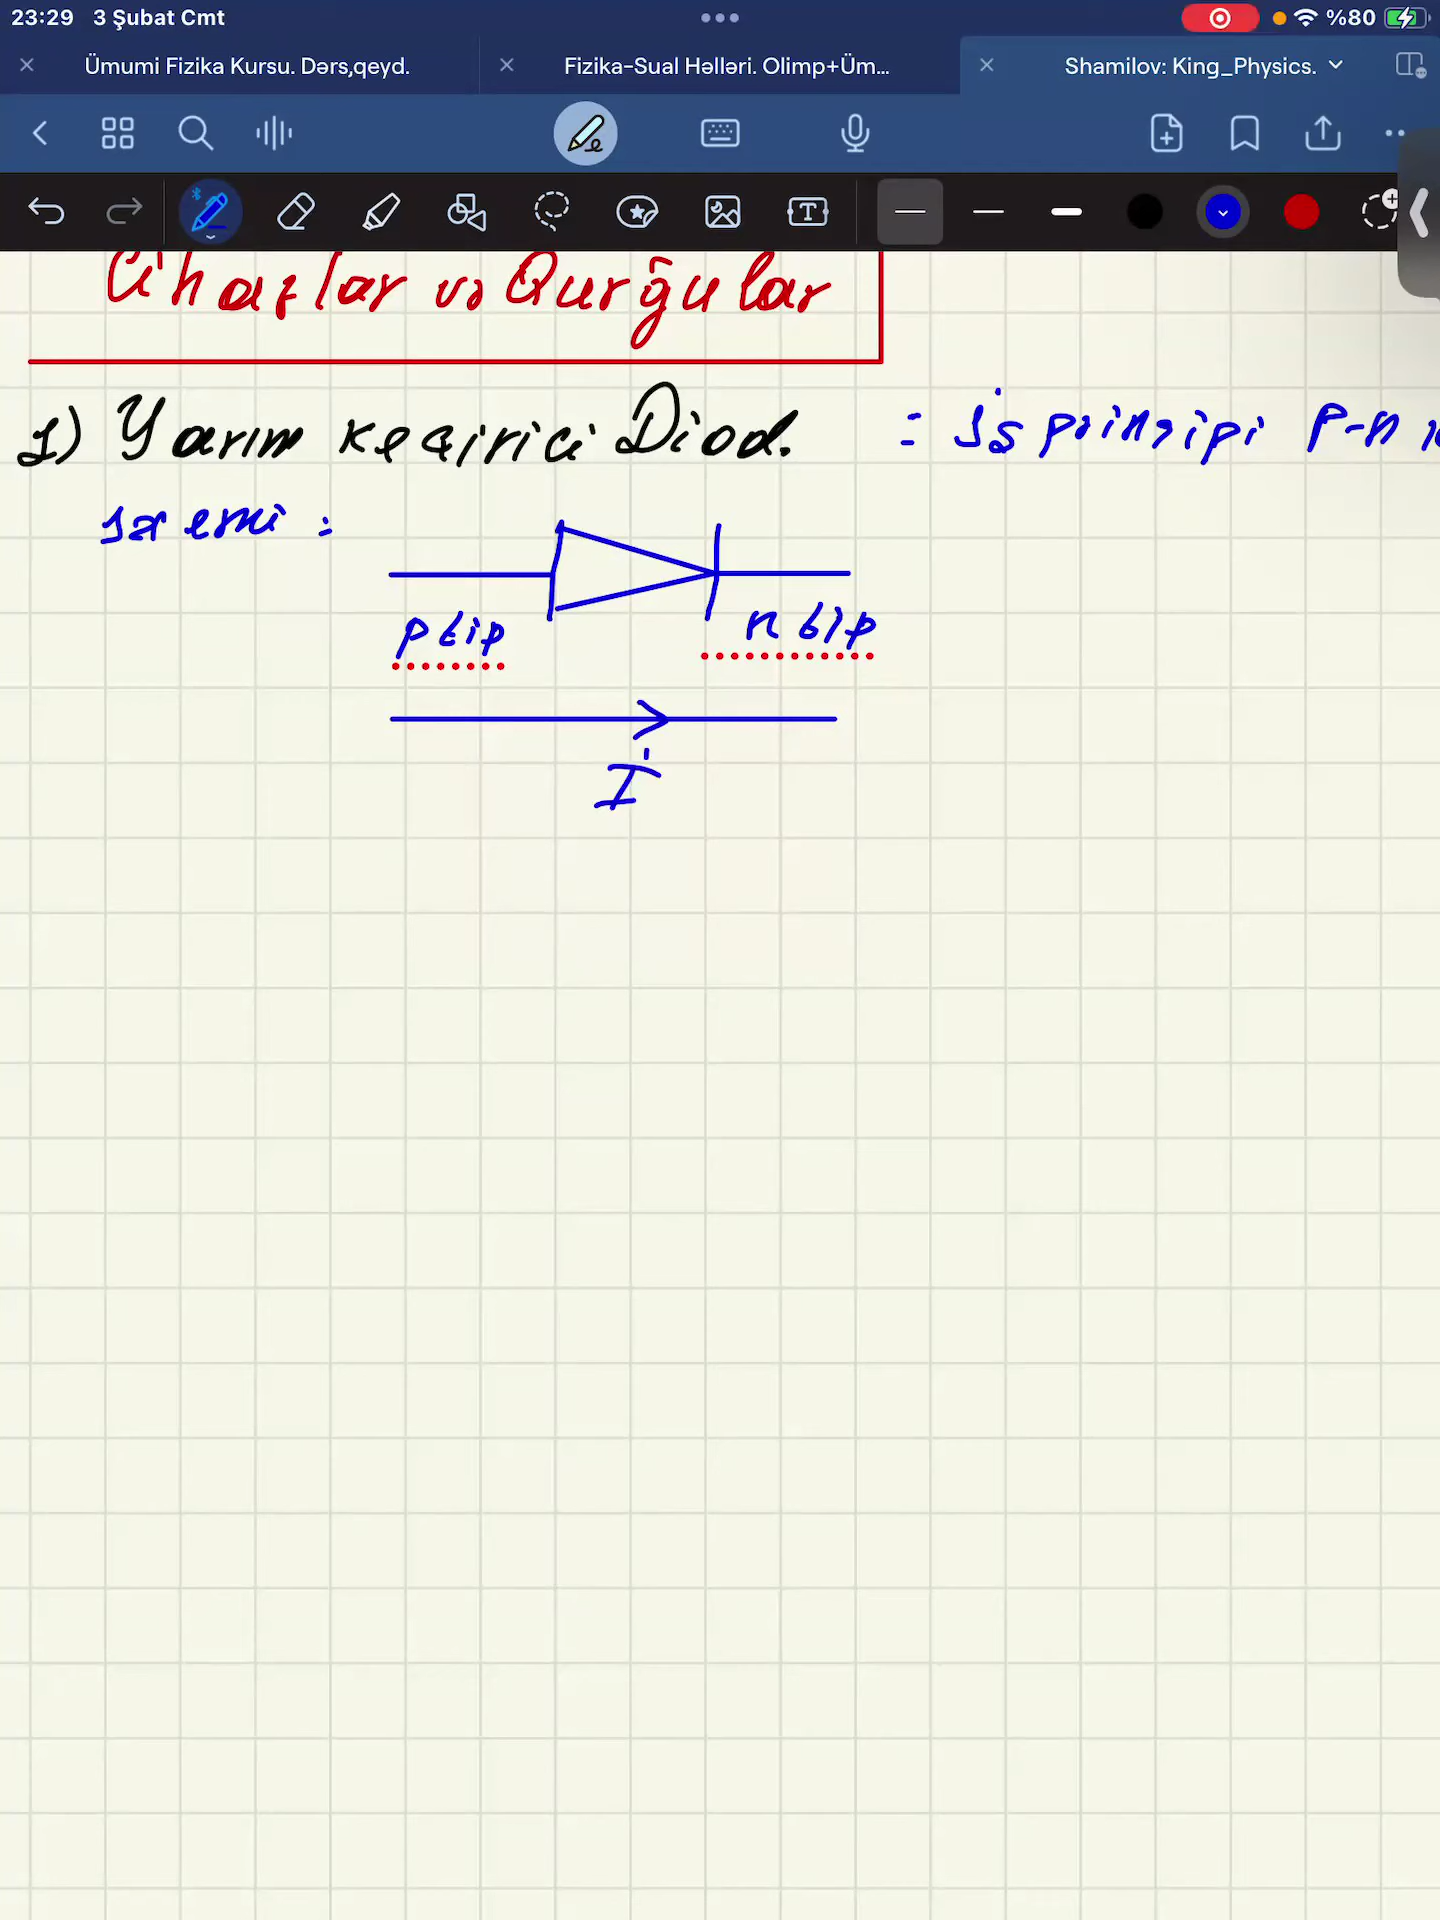 23:29 3 Şubat Cmt %80
Ümumi Fizika Kursu. Dərs,qeyd. Fizika-Sual Həlləri. Olimp+Üm... Shamilov: King_Physics.
Cihazlar və Qurğular
1) Yarım keçirici Diod. = İş prinsipi P-n
sxemi :
p tip n tip
I